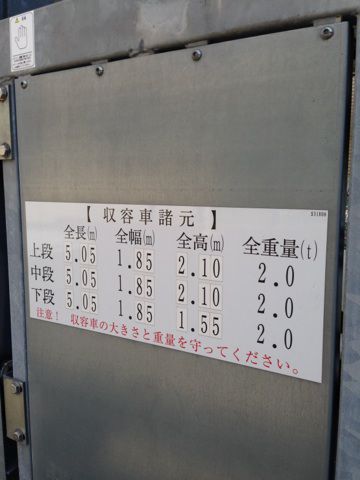 【 収容車諸元 】
全長(m) 全幅(m) 全高(m) 全重量(t)
上段 5.05 1.85 2.10 2.0
中段 5.05 1.85 2.10 2.0
下段 5.05 1.85 1.55 2.0
注意! 収容車の大きさと重量を守ってください。